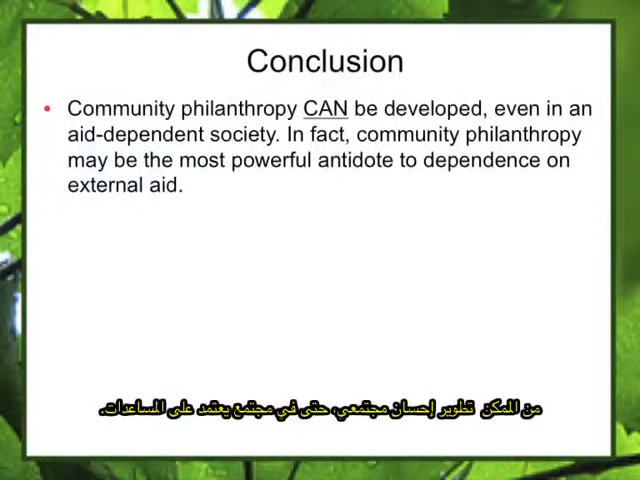 Conclusion
• Community philanthropy CAN be developed, even in an
aid-dependent society. In fact, community philanthropy
may be the most powerful antidote to dependence on
external aid.
من الممكن تطوير إحسان مجتمعي، حتى في مجتمع يعتمد على المساعدات.